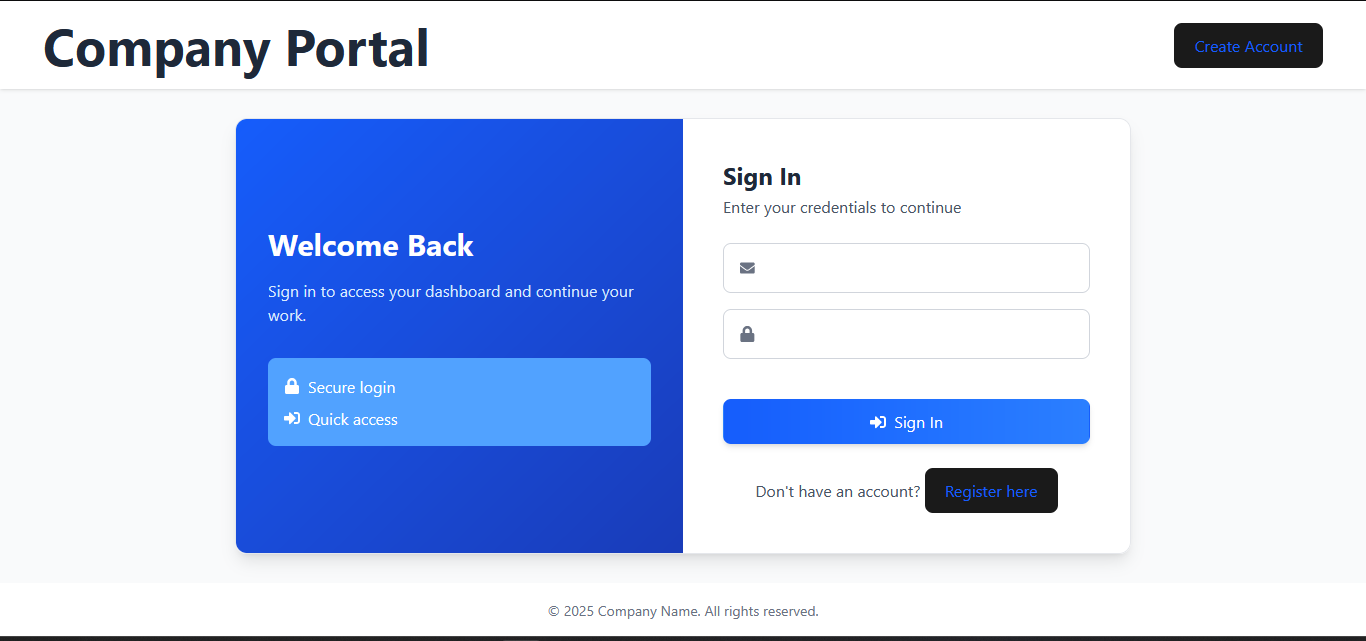 Company Portal
Create Account
Welcome Back
Sign in to access your dashboard and continue your
work.
Secure login
Quick access
Sign In
Enter your credentials to continue
Sign In
Don't have an account? Register here
© 2025 Company Name. All rights reserved.